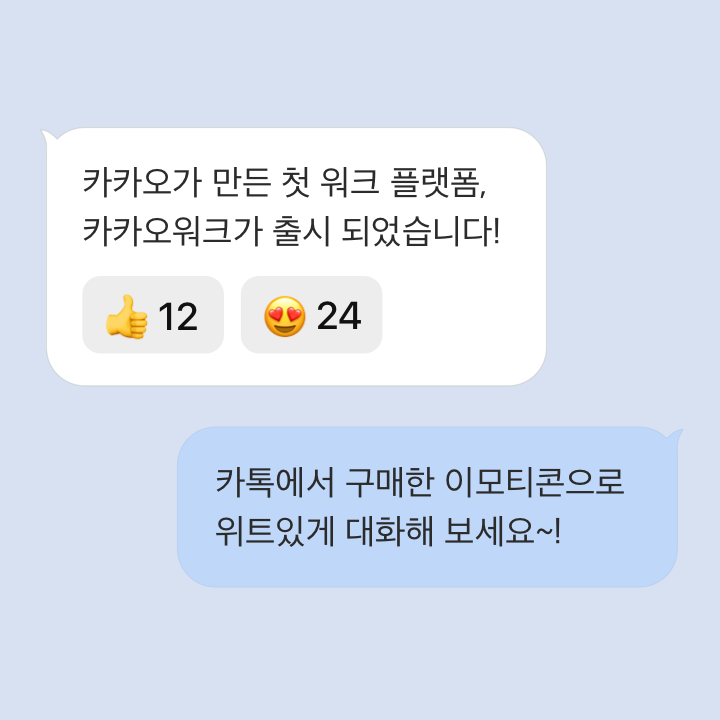 카카오가 만든 첫 워크 플랫폼,
카카오워크가 출시 되었습니다!
👍 12 😍 24
카톡에서 구매한 이모티콘으로
위트있게 대화해 보세요~!